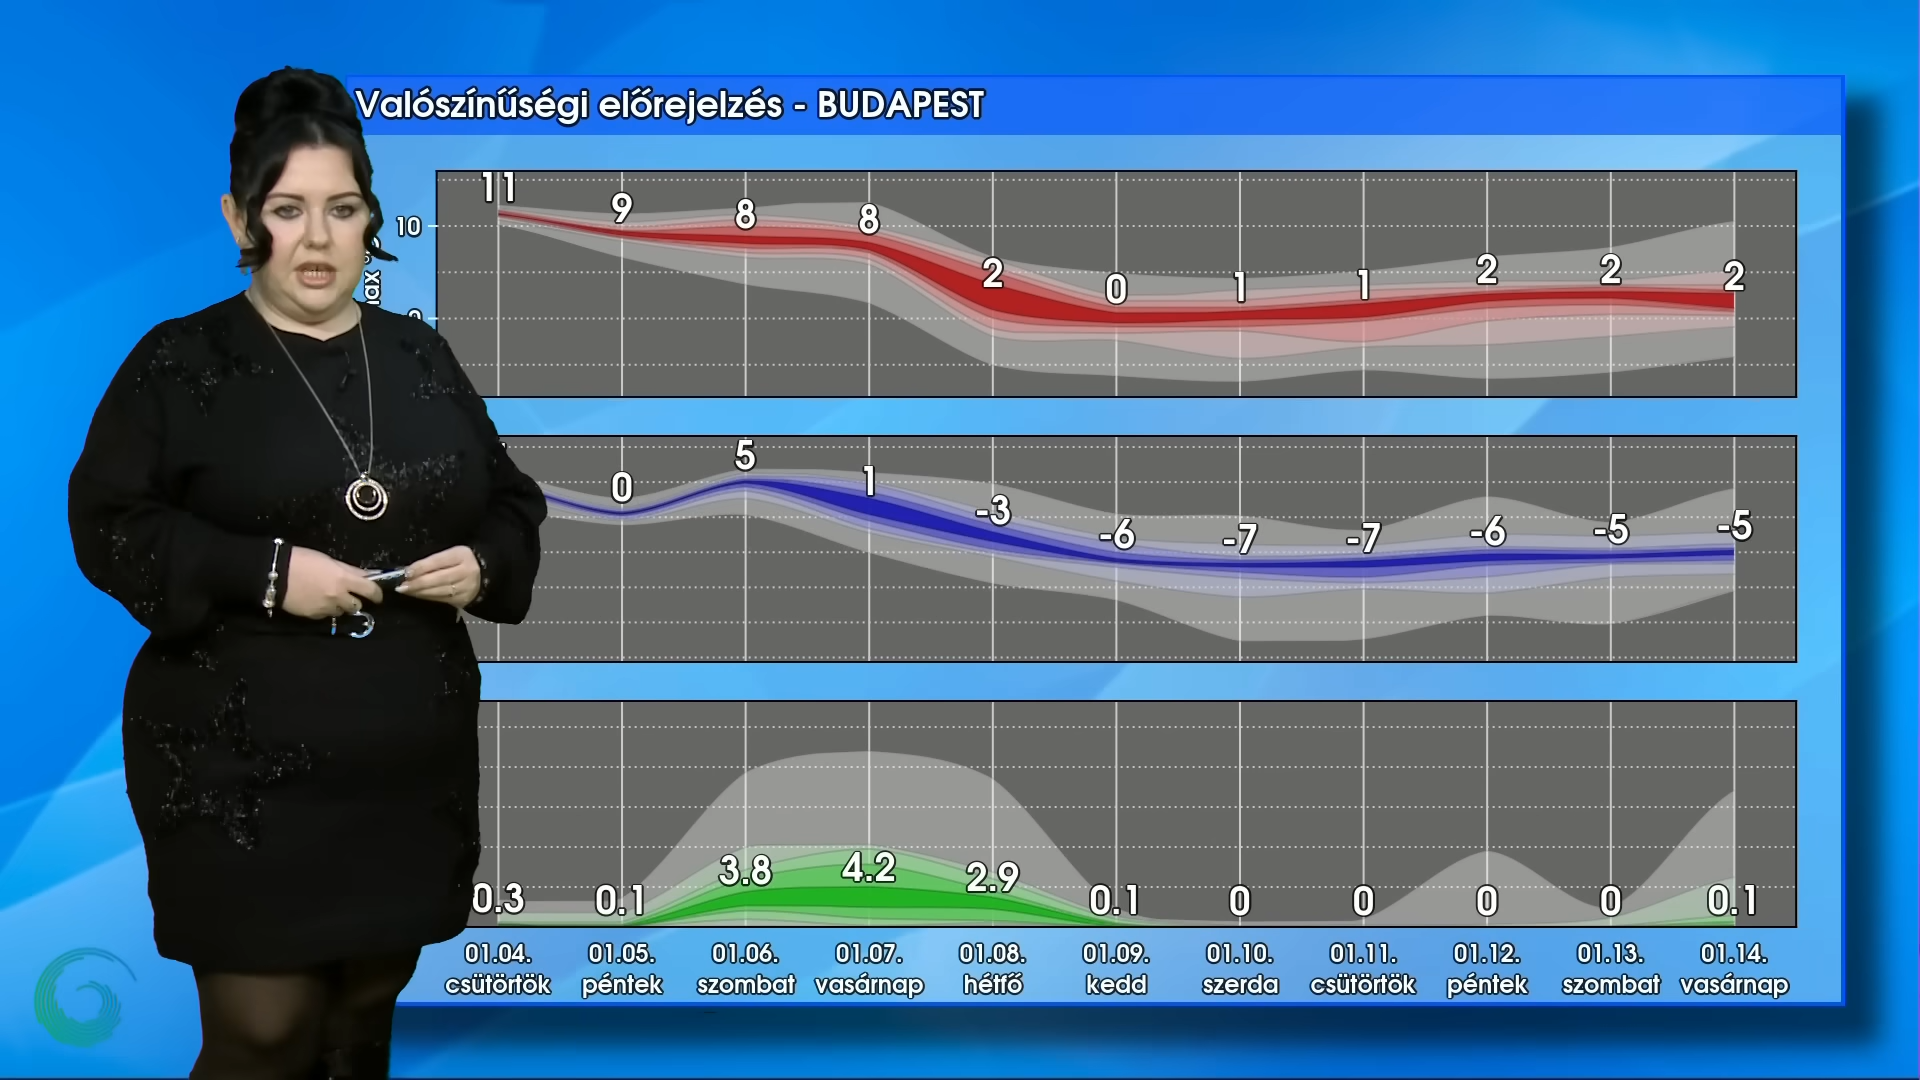 Valószínűségi előrejelzés - BUDAPEST
11 9 8 8 2 0 1 1 2 2 2
10
0 5 1 -3 -6 -7 -7 -6 -5 -5
0.3 0.1 3.8 4.2 2.9 0.1 0 0 0 0 0.1
01.04. 01.05. 01.06. 01.07. 01.08. 01.09. 01.10. 01.11. 01.12. 01.13. 01.14.
csütörtök péntek szombat vasárnap hétfő kedd szerda csütörtök péntek szombat vasárnap